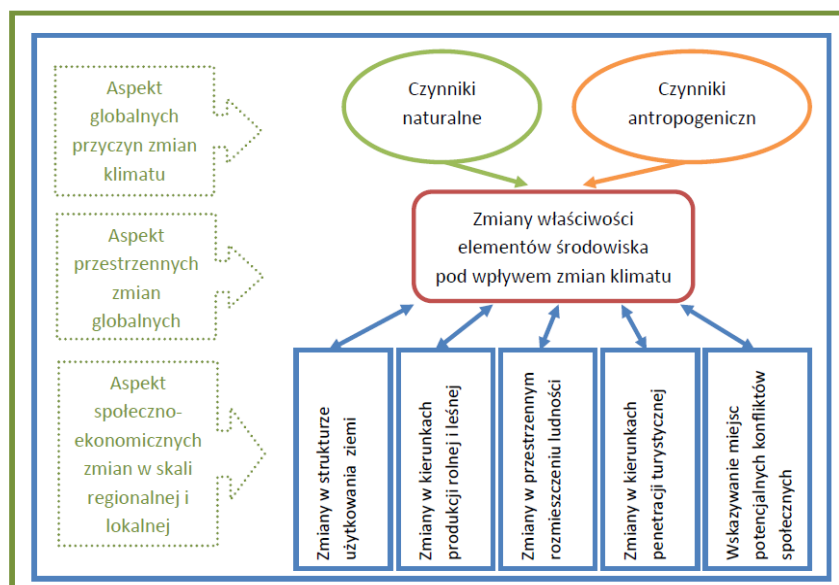 Aspekt
globalnych
przyczyn zmian
klimatu
Czynniki
naturalne
Czynniki
antropogeniczn
Aspekt
przestrzennych
zmian
globalnych
Zmiany właściwości
elementów środowiska
pod wpływem zmian klimatu
Aspekt
społeczno-
ekonomicznych
zmian w skali
regionalnej i
lokalnej
Zmiany w strukturze
użytkowania ziemi
Zmiany w kierunkach
produkcji rolnej i leśnej
Zmiany w przestrzennym
rozmieszczeniu ludności
Zmiany w kierunkach
penetracji turystycznej
Wskazywanie miejsc
potencjalnych konfliktów
społecznych